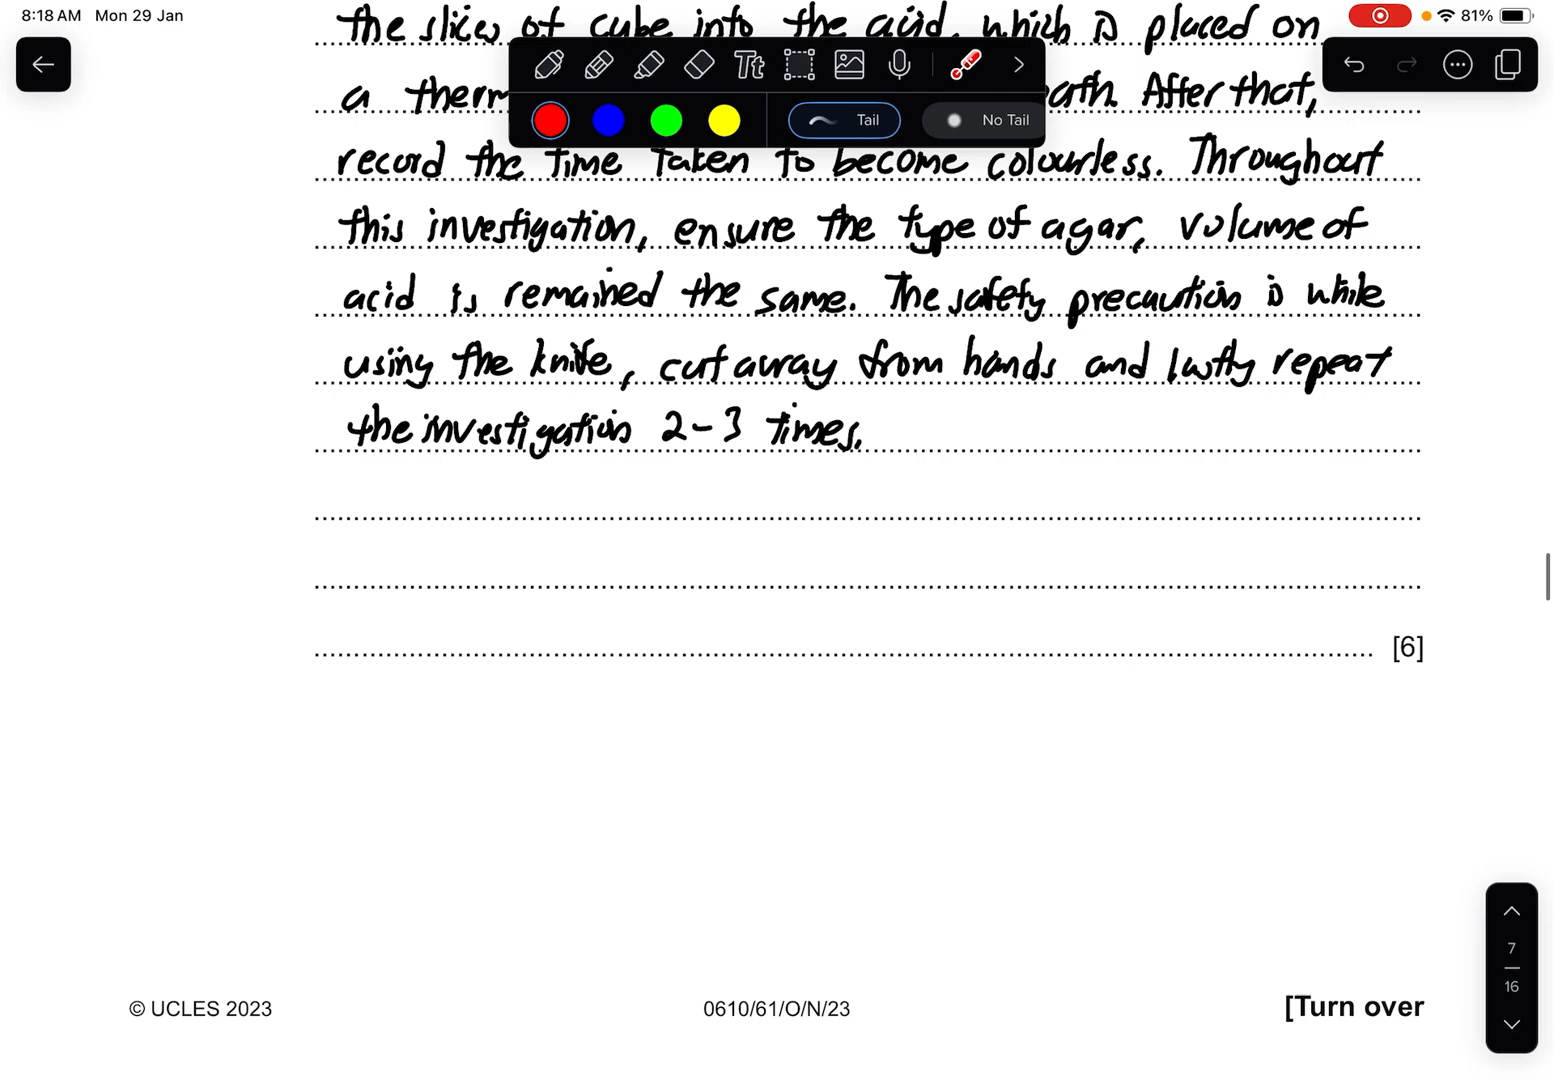 8:18 AM Mon 29 Jan
81%
the slices of cube into the acid, which is placed on
a therm ath. After that,
Tt
Tail
No Tail
record the time taken to become colourless. Throughout
this investigation, ensure the type of agar, volume of
acid is remained the same. The safety precaution is while
using the knife, cut away from hands and lastly repeat
the investigation 2-3 times.
[6]
7
16
© UCLES 2023
0610/61/O/N/23
[Turn over